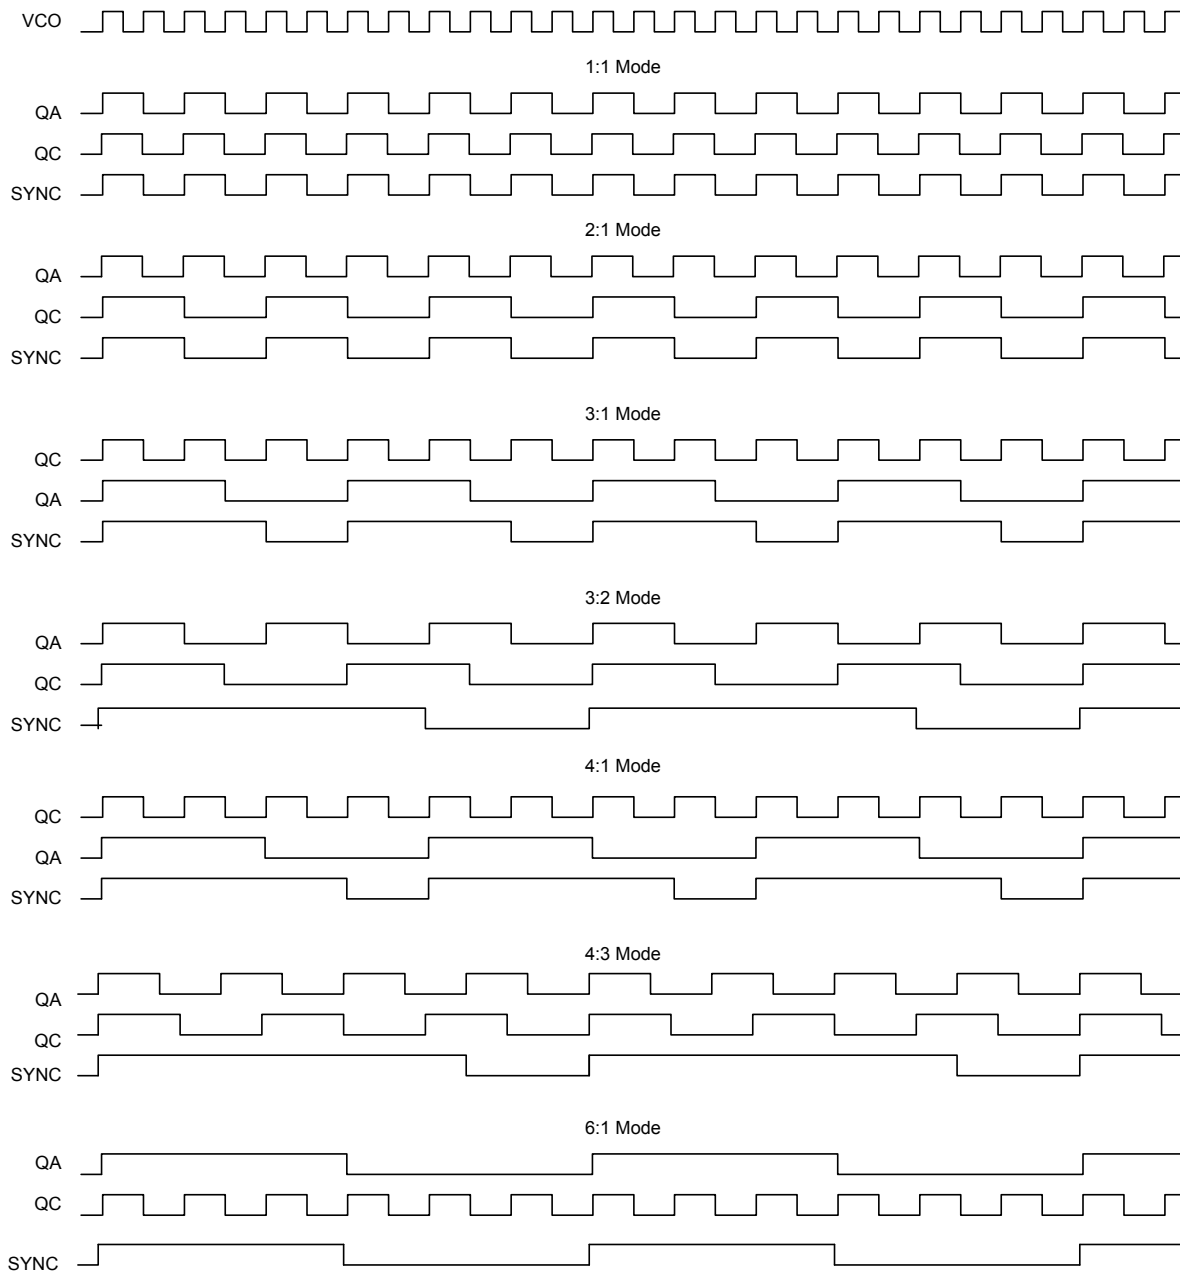 VCO
1:1 Mode
QA
QC
SYNC
2:1 Mode
QA
QC
SYNC
3:1 Mode
QC
QA
SYNC
3:2 Mode
QA
QC
SYNC
4:1 Mode
QC
QA
SYNC
4:3 Mode
QA
QC
SYNC
6:1 Mode
QA
QC
SYNC